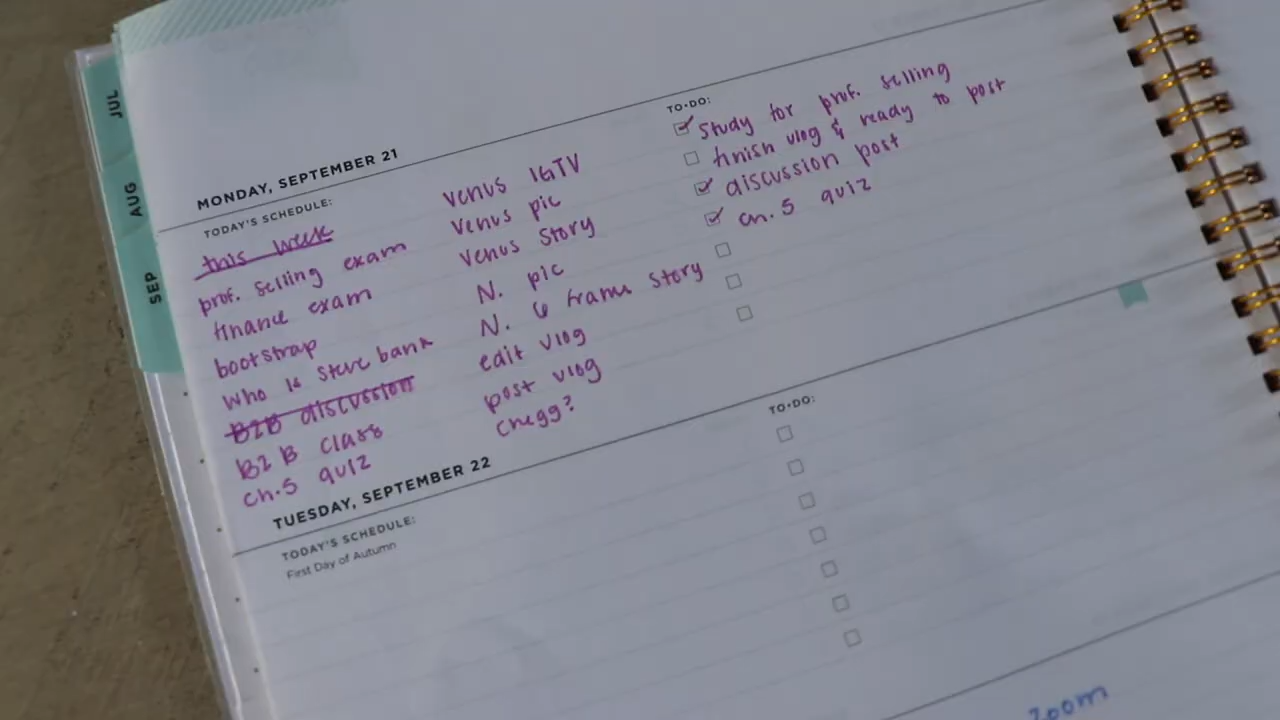 JUL
AUG
SEP
MONDAY, SEPTEMBER 21
TODAY'S SCHEDULE:
this week
prof. selling exam
finance exam
bootstrap
who is steve bank
B2B discussion
B2B class
ch.5 quiz
venus IGTV
venus pic
venus story
N. pic
N. 6 frame story
edit vlog
post vlog
chegg?
TO-DO:
study for prof. selling
finish vlog & ready to post
discussion post
ch. 5 quiz
TUESDAY, SEPTEMBER 22
TODAY'S SCHEDULE:
First Day of Autumn
TO-DO:
zoom